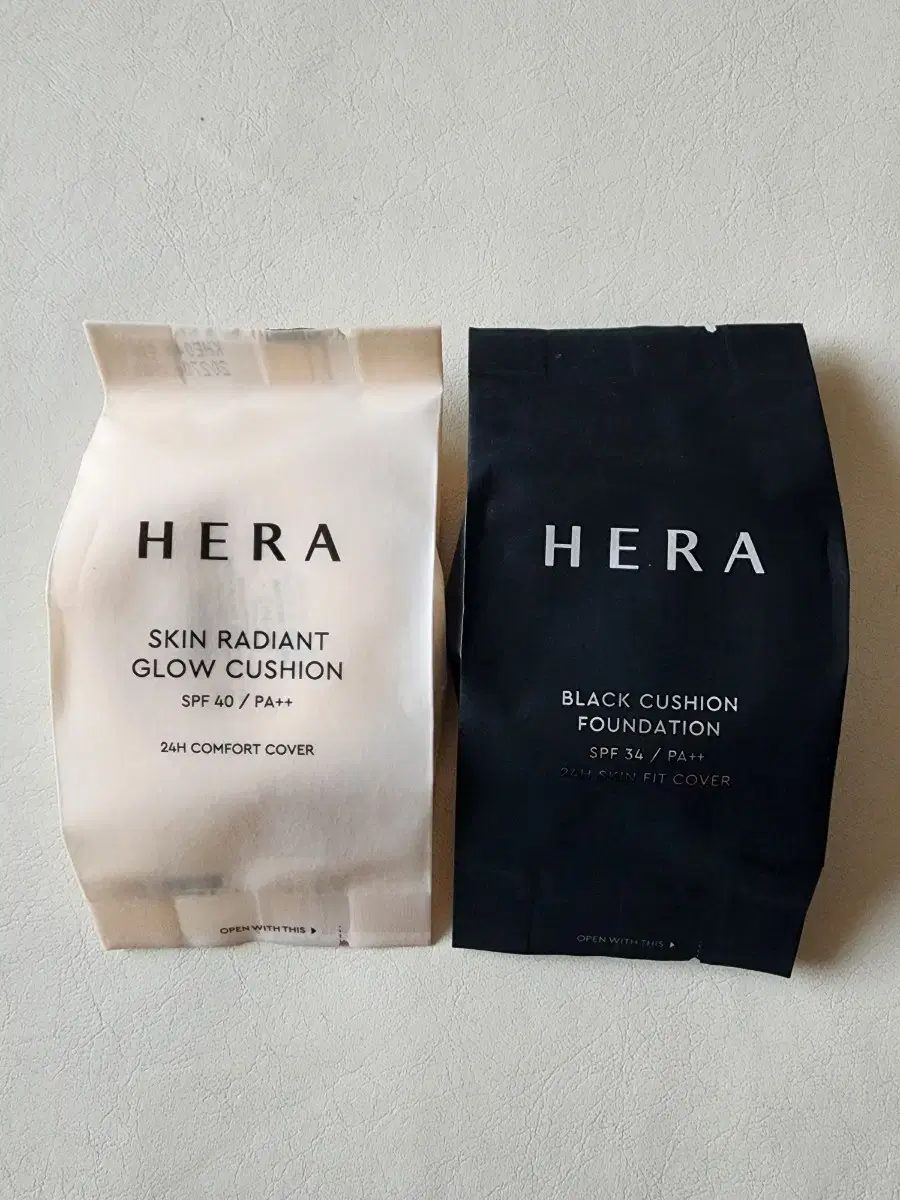 HERA
SKIN RADIANT
GLOW CUSHION
SPF 40 / PA++
24H COMFORT COVER
OPEN WITH THIS ▶
HERA
BLACK CUSHION
FOUNDATION
SPF 34 / PA++
24H SKIN FIT COVER
OPEN WITH THIS ▶